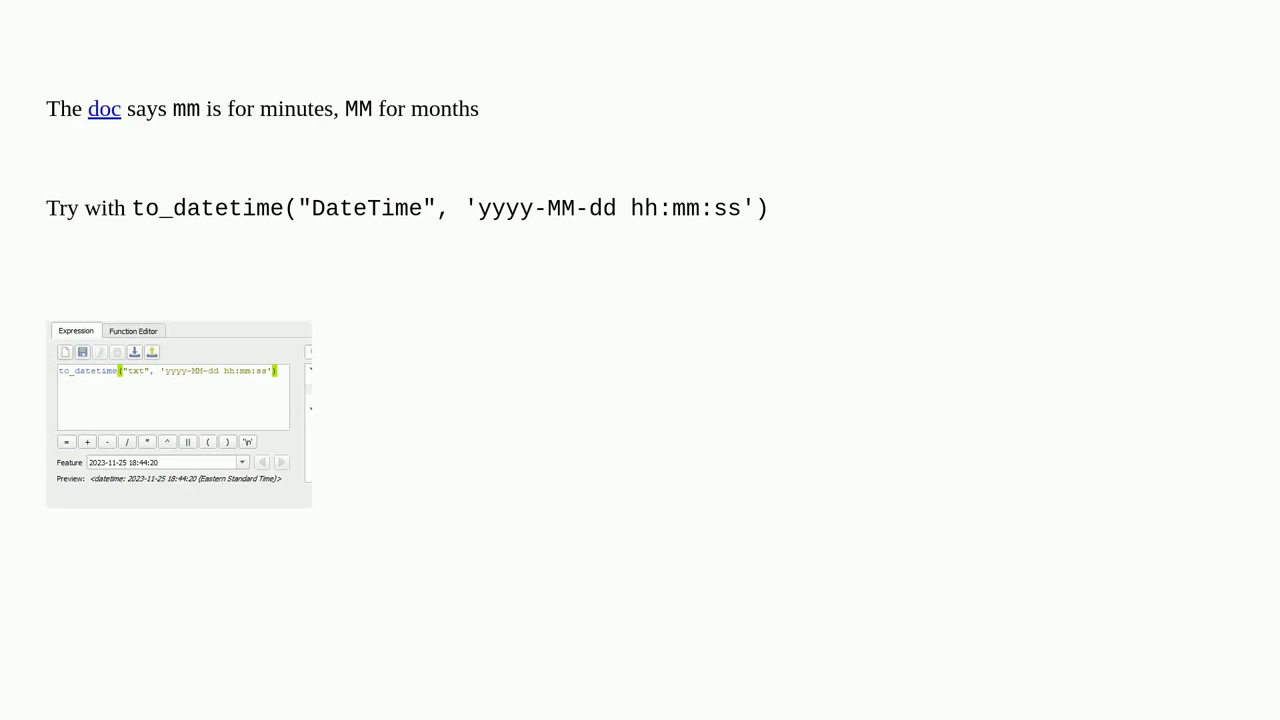 The doc says mm is for minutes, MM for months
Try with to_datetime("DateTime", 'yyyy-MM-dd hh:mm:ss')
Expression Function Editor
to_datetime("txt", 'yyyy-MM-dd hh:mm:ss')
= + - / * ^ || ( ) '\n'
Feature 2023-11-25 18:44:20
Preview: <datetime: 2023-11-25 18:44:20 (Eastern Standard Time)>